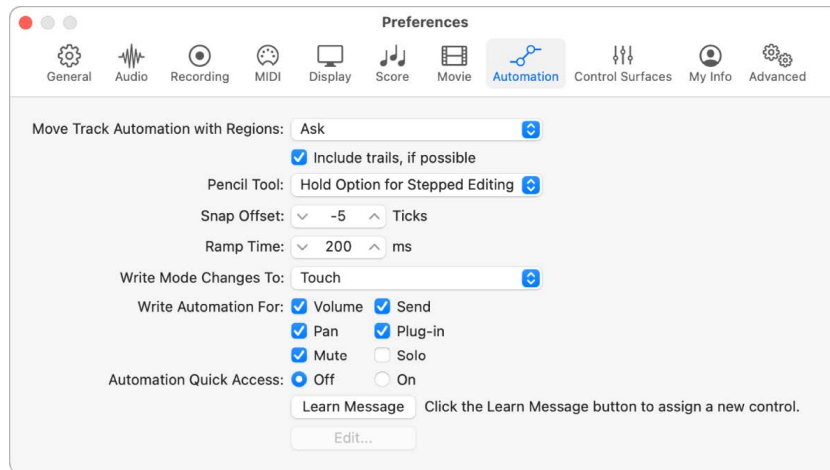 Preferences
General Audio Recording MIDI Display Score Movie Automation Control Surfaces My Info Advanced
Move Track Automation with Regions: Ask
Include trails, if possible
Pencil Tool: Hold Option for Stepped Editing
Snap Offset: -5 Ticks
Ramp Time: 200 ms
Write Mode Changes To: Touch
Write Automation For: Volume Send
Pan Plug-in
Mute Solo
Automation Quick Access: Off On
Learn Message Click the Learn Message button to assign a new control.
Edit...